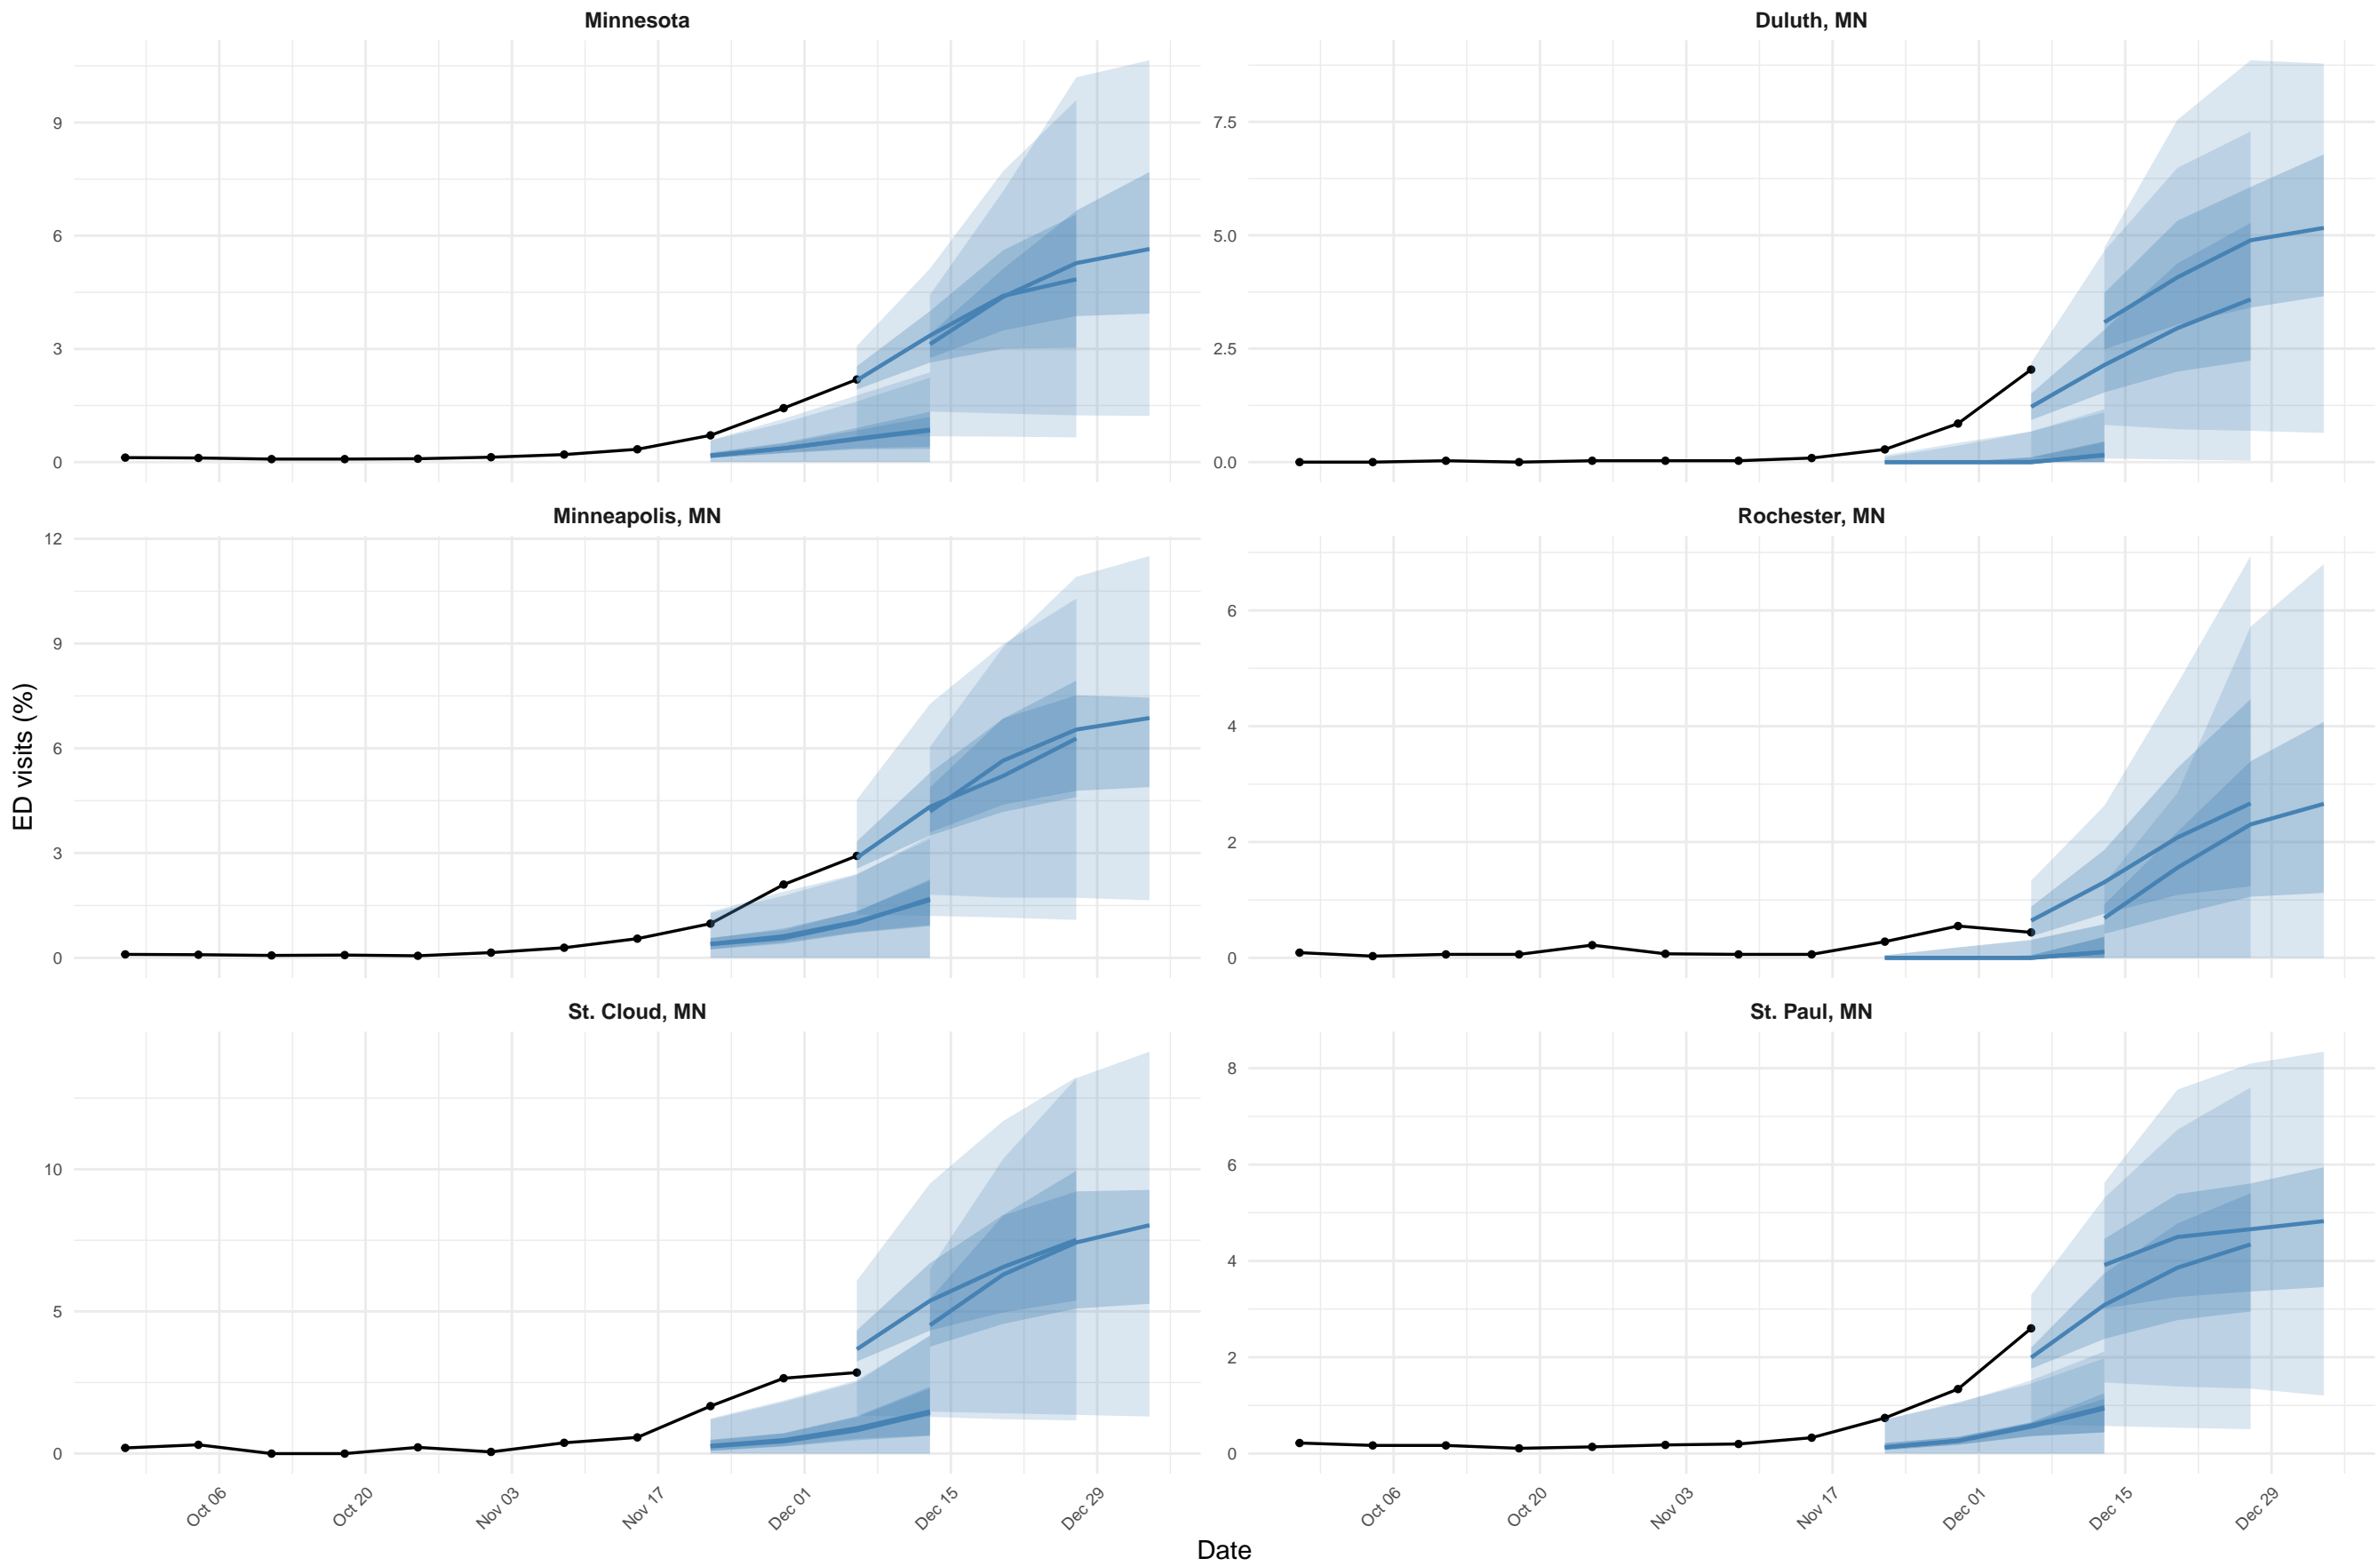 Minnesota
Duluth, MN
9
6
3
0
7.5
5.0
2.5
0.0
Minneapolis, MN
Rochester, MN
12
9
6
3
0
6
4
2
0
St. Cloud, MN
St. Paul, MN
10
5
0
8
6
4
2
0
ED visits (%)
Oct 06
Oct 20
Nov 03
Nov 17
Dec 01
Dec 15
Dec 29
Oct 06
Oct 20
Nov 03
Nov 17
Dec 01
Dec 15
Dec 29
Date